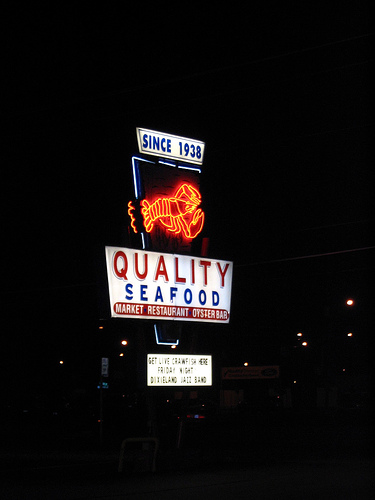 SINCE 1938
QUALITY
SEAFOOD
MARKET RESTAURANT OYSTER BAR
GET LIVE CRAWFISH HERE
FRIDAY NIGHT
DIXIELAND JAZZ BAND